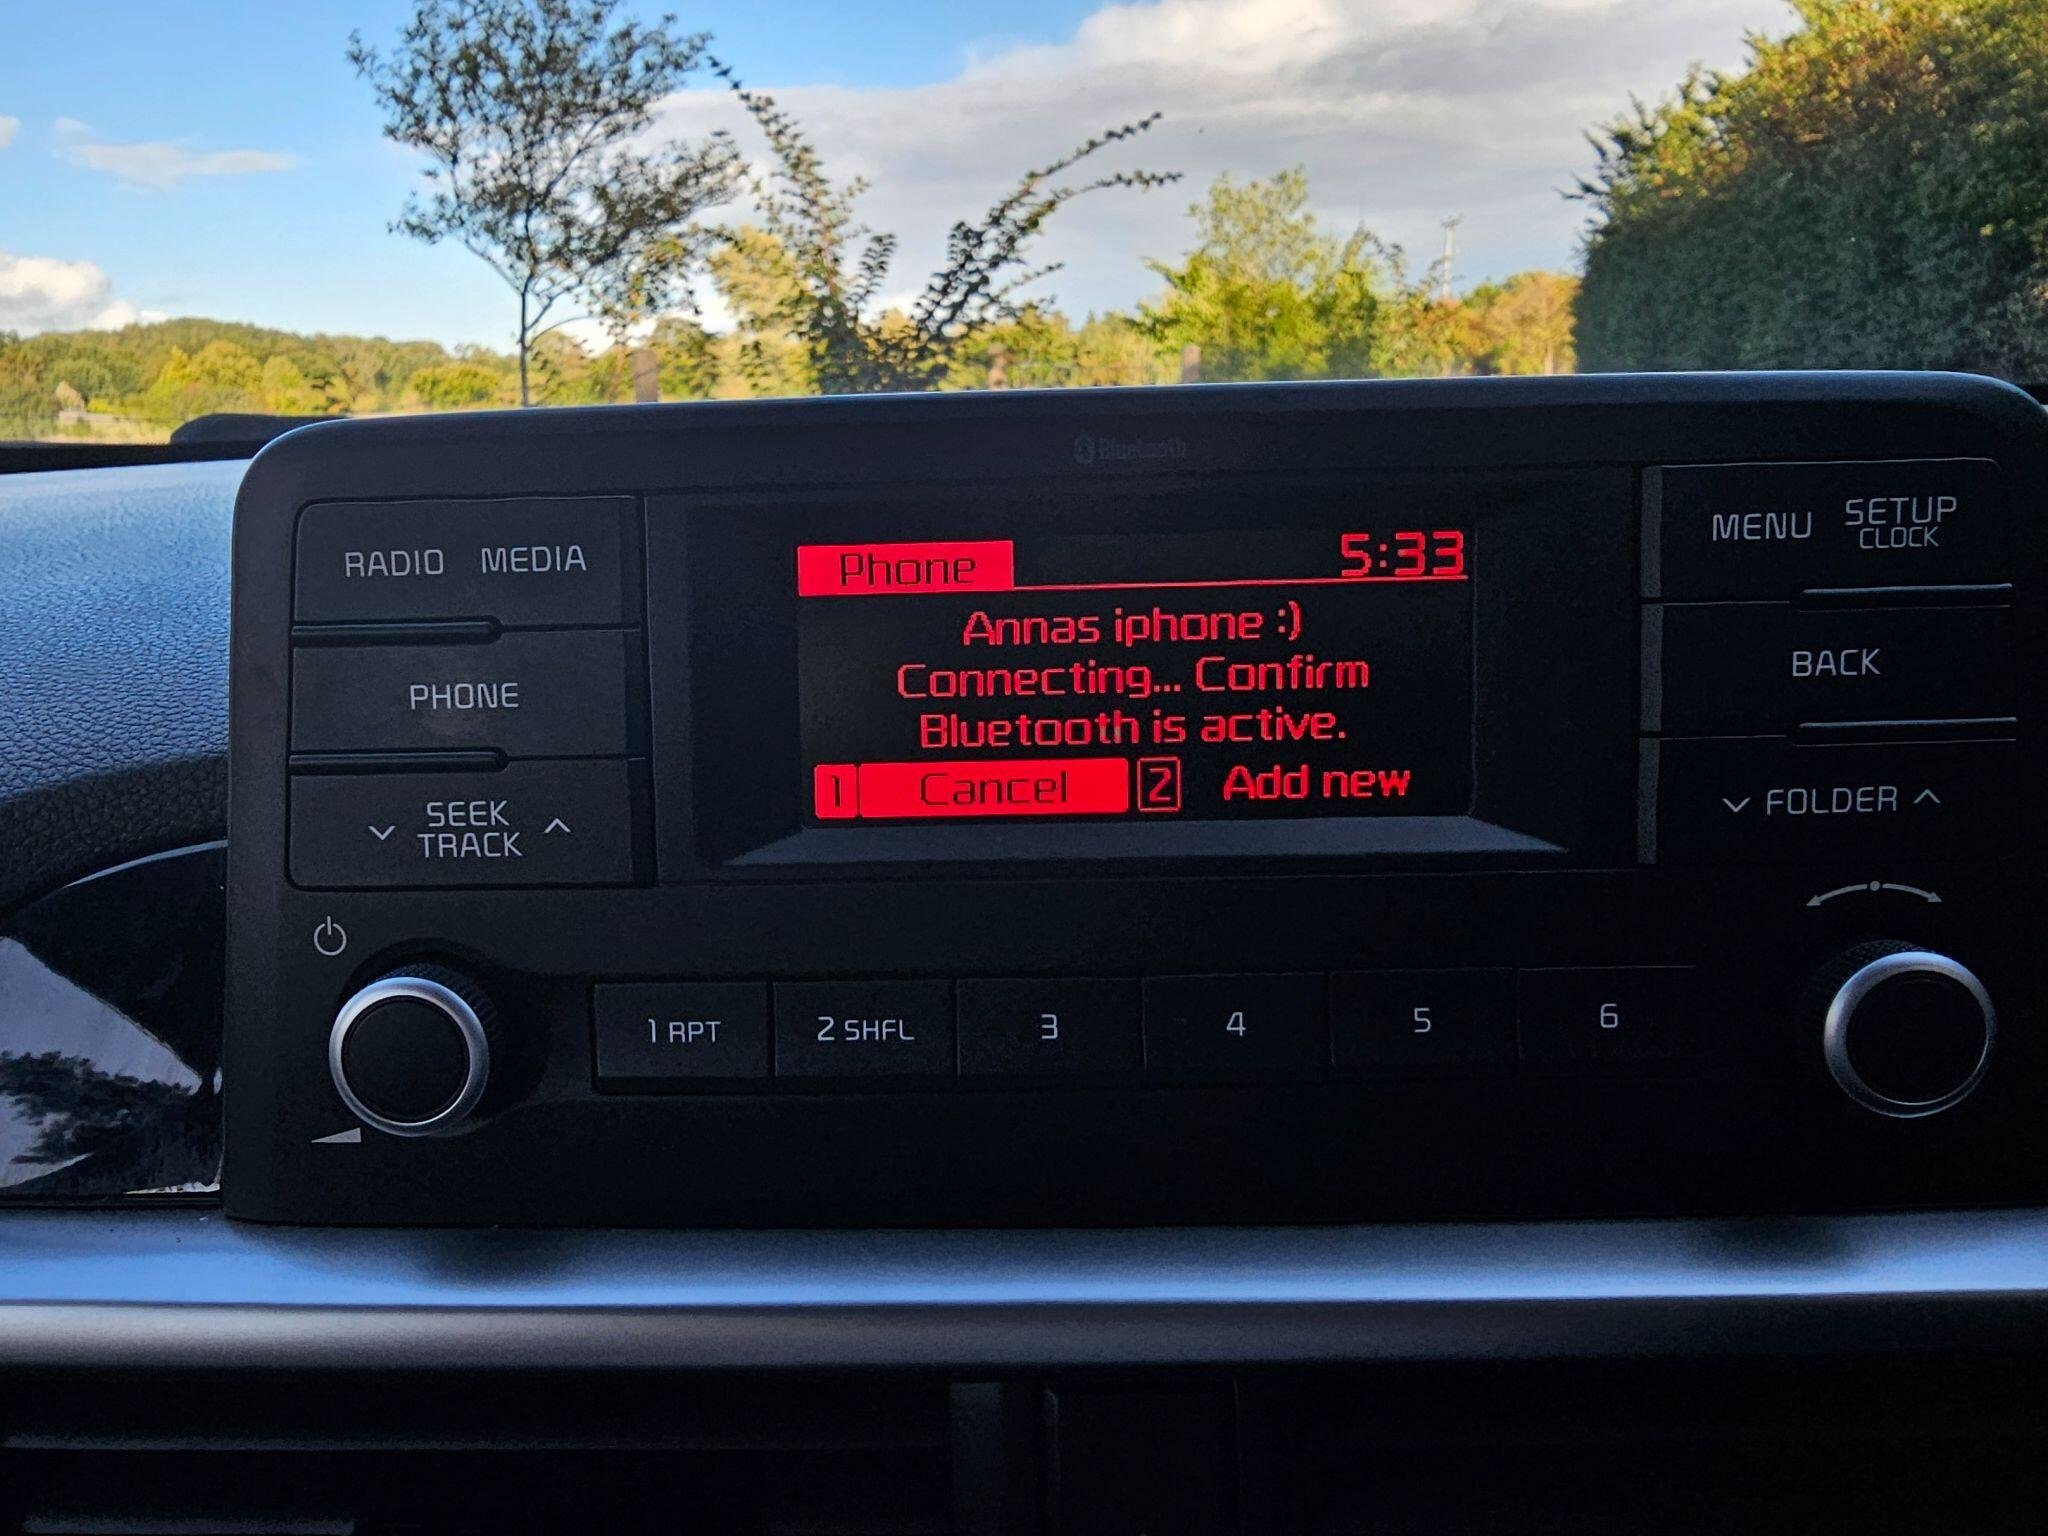 Bluetooth
RADIO MEDIA
PHONE
SEEK
TRACK
Phone 5:33
Annas iphone :)
Connecting... Confirm
Bluetooth is active.
1 Cancel 2 Add new
MENU SETUP
CLOCK
BACK
FOLDER
1 RPT 2 SHFL 3 4 5 6